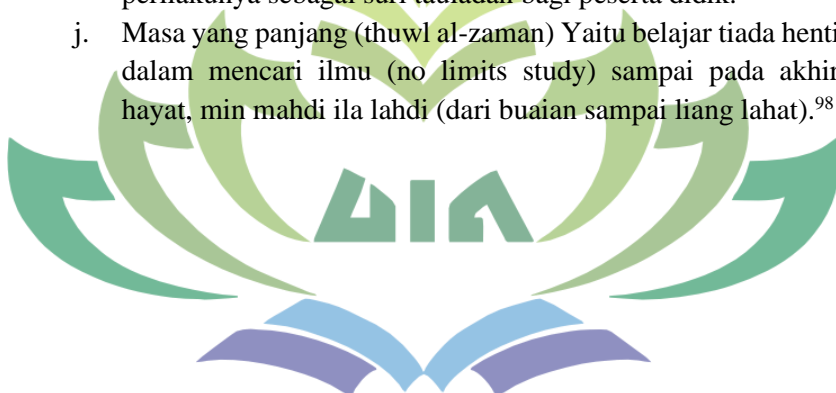 j. Masa yang panjang (thuwl al-zaman) Yaitu belajar tiada henti
dalam mencari ilmu (no limits study) sampai pada akhir
hayat, min mahdi ila lahdi (dari buaian sampai liang lahat).98
UIN